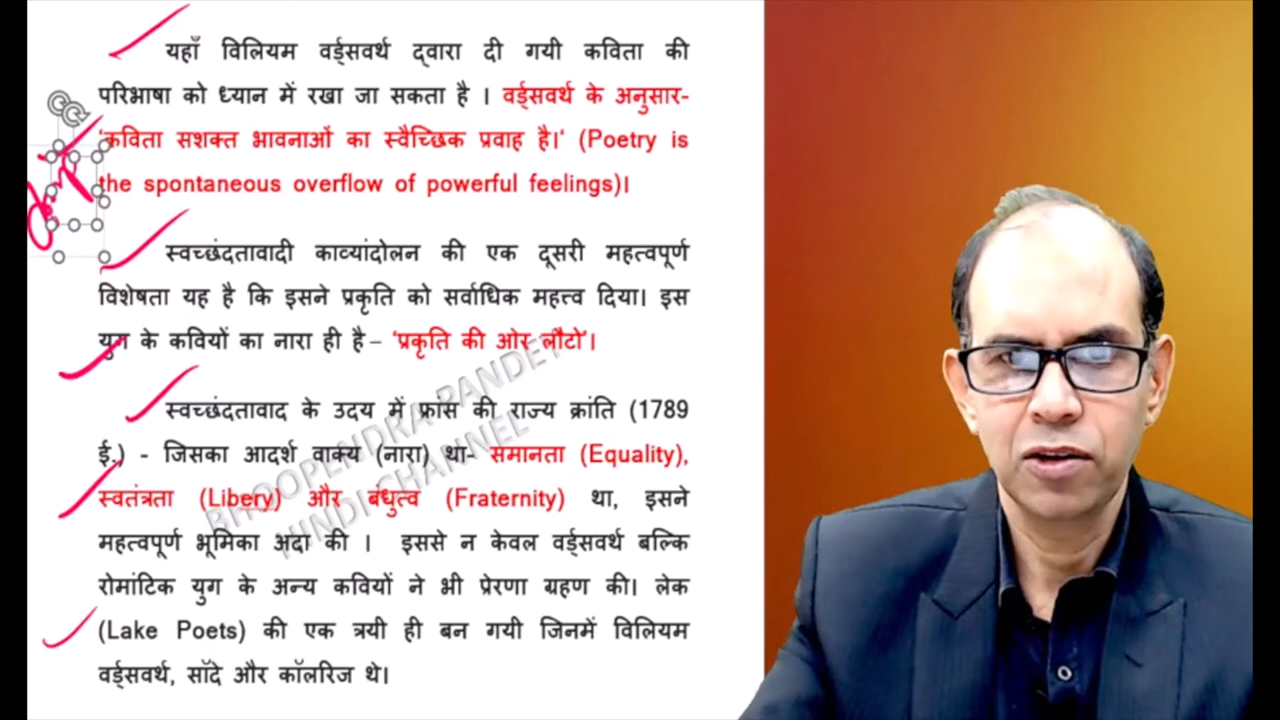 यहाँ विलियम वर्ड्सवर्थ द्वारा दी गयी कविता की
परिभाषा को ध्यान में रखा जा सकता है । वर्ड्सवर्थ के अनुसार-
'कविता सशक्त भावनाओं का स्वैच्छिक प्रवाह है।' (Poetry is
the spontaneous overflow of powerful feelings)।
स्वच्छंदतावादी काव्यांदोलन की एक दूसरी महत्वपूर्ण
विशेषता यह है कि इसने प्रकृति को सर्वाधिक महत्त्व दिया। इस
युग के कवियों का नारा ही है– 'प्रकृति की ओर लौटो'।
स्वच्छंदतावाद के उदय में फ्रांस की राज्य क्रांति (1789
ई.) - जिसका आदर्श वाक्य (नारा) था- समानता (Equality),
स्वतंत्रता (Libery) और बंधुत्व (Fraternity) था, इसने
महत्वपूर्ण भूमिका अदा की । इससे न केवल वर्ड्सवर्थ बल्कि
रोमांटिक युग के अन्य कवियों ने भी प्रेरणा ग्रहण की। लेक
(Lake Poets) की एक त्रयी ही बन गयी जिनमें विलियम
वर्ड्सवर्थ, सॉदे और कॉलरिज थे।
BHOOPENDRA PANDEY
HINDI CHANNEL